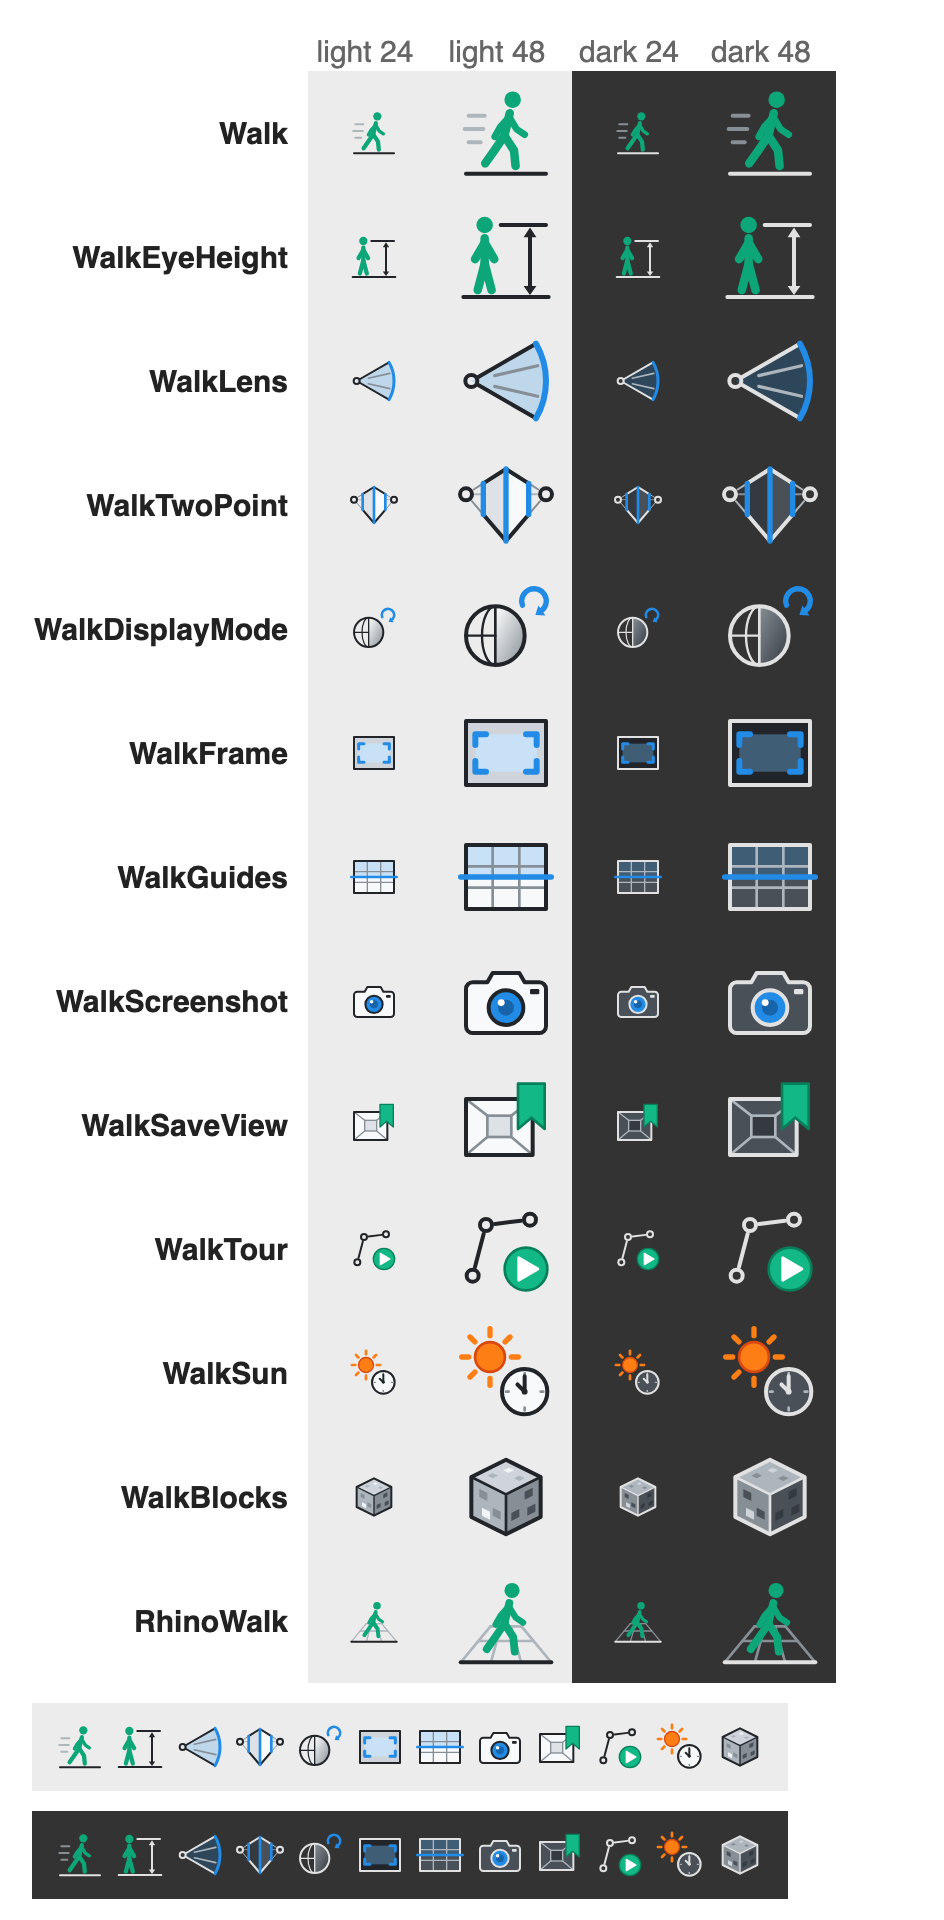 light 24 light 48 dark 24 dark 48
Walk
WalkEyeHeight
WalkLens
WalkTwoPoint
WalkDisplayMode
WalkFrame
WalkGuides
WalkScreenshot
WalkSaveView
WalkTour
WalkSun
WalkBlocks
RhinoWalk